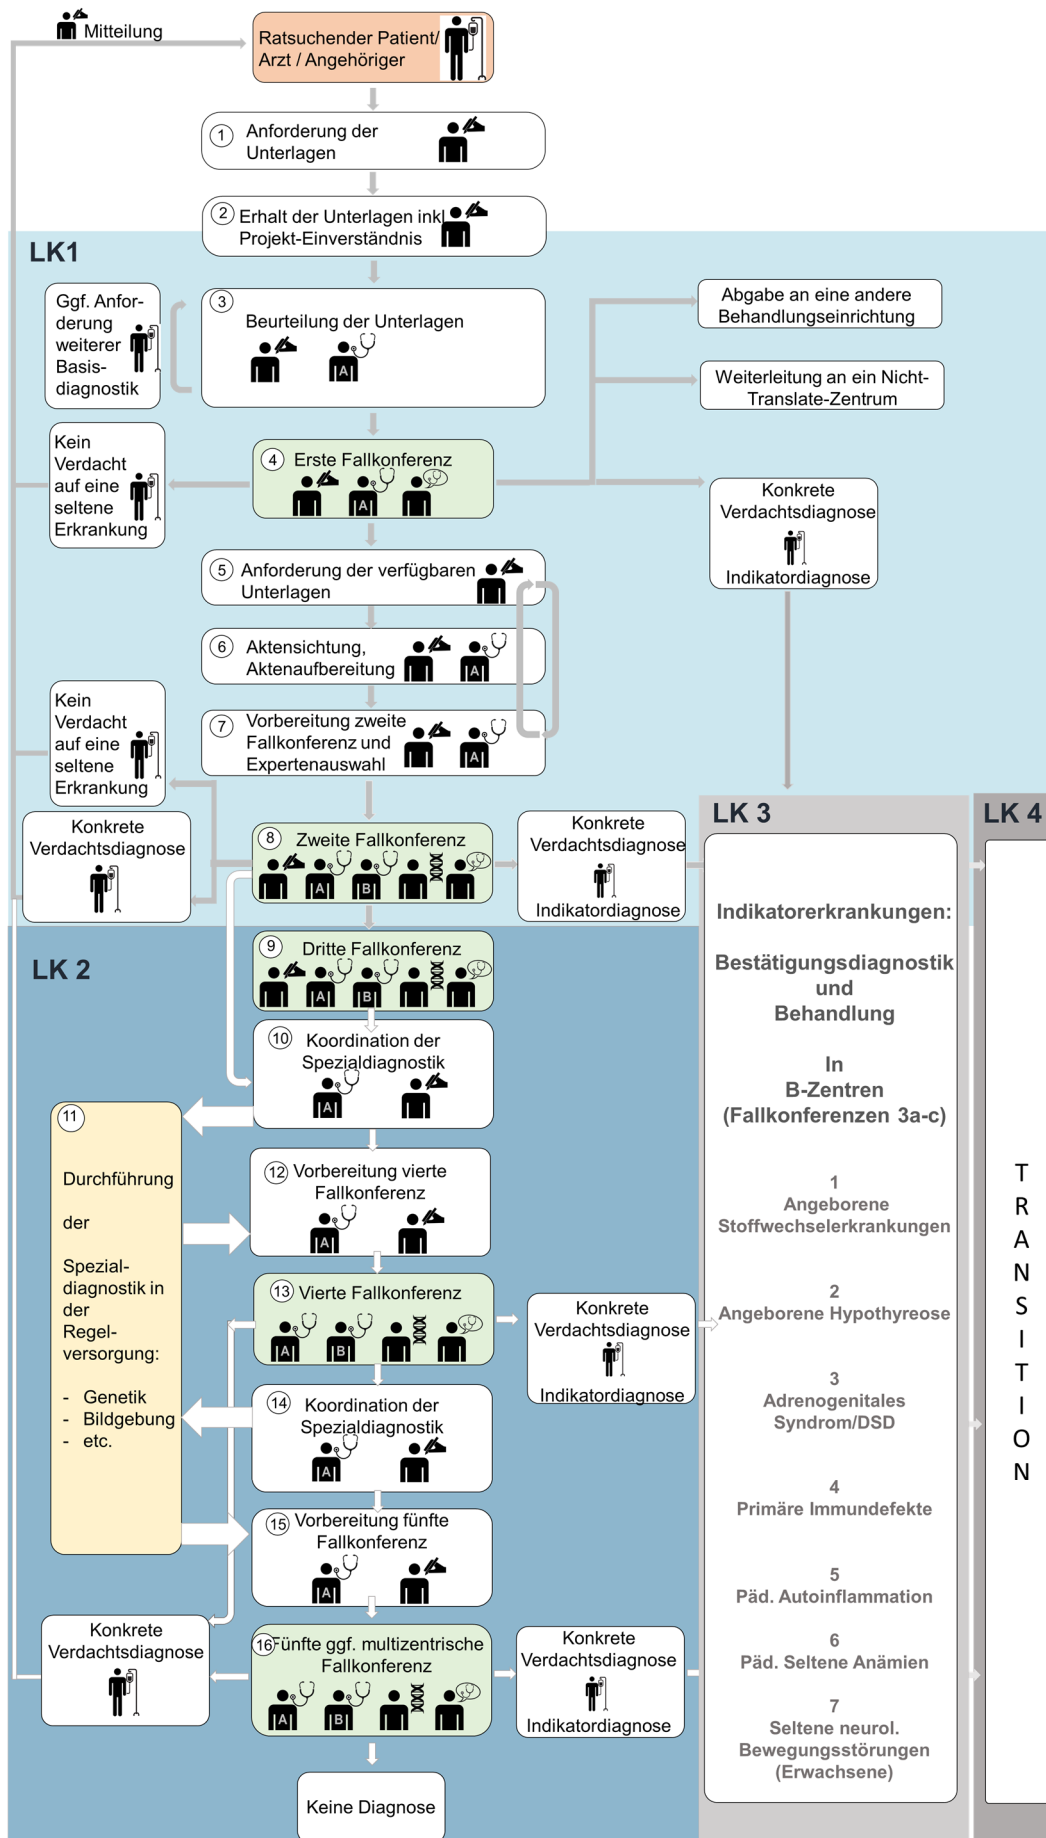 Mitteilung
Ratsuchender Patient/
Arzt / Angehöriger
1
Anforderung der
Unterlagen
2
Erhalt der Unterlagen inkl
Projekt-Einverständnis
LK1
Ggf. Anfor-
derung
weiterer
Basis-
diagnostik
3
Beurteilung der Unterlagen
A
Abgabe an eine andere
Behandlungseinrichtung
Weiterleitung an ein Nicht-
Translate-Zentrum
Kein
Verdacht
auf eine
seltene
Erkrankung
4
Erste Fallkonferenz
A
Konkrete
Verdachtsdiagnose
Indikatordiagnose
5
Anforderung der verfügbaren
Unterlagen
6
Aktensichtung,
Aktenaufbereitung
A
7
Vorbereitung zweite
Fallkonferenz und
Expertenauswahl
A
Kein
Verdacht
auf eine
seltene
Erkrankung
Konkrete
Verdachtsdiagnose
8
Zweite Fallkonferenz
A
B
Konkrete
Verdachtsdiagnose
Indikatordiagnose
LK 2
9
Dritte Fallkonferenz
A
B
10
Koordination der
Spezialdiagnostik
A
11
Durchführung
der
Spezial-
diagnostik in
der
Regel-
versorgung:
- Genetik
- Bildgebung
- etc.
12
Vorbereitung vierte
Fallkonferenz
A
13
Vierte Fallkonferenz
A
B
Konkrete
Verdachtsdiagnose
Indikatordiagnose
14
Koordination der
Spezialdiagnostik
A
15
Vorbereitung fünfte
Fallkonferenz
A
Konkrete
Verdachtsdiagnose
16
Fünfte ggf. multizentrische
Fallkonferenz
A
B
Konkrete
Verdachtsdiagnose
Indikatordiagnose
Keine Diagnose
LK 3
Indikatorerkrankungen:
Bestätigungsdiagnostik
und
Behandlung
In
B-Zentren
(Fallkonferenzen 3a-c)
1
Angeborene
Stoffwechselerkrankungen
2
Angeborene Hypothyreose
3
Adrenogenitales
Syndrom/DSD
4
Primäre Immundefekte
5
Päd. Autoinflammation
6
Päd. Seltene Anämien
7
Seltene neurol.
Bewegungsstörungen
(Erwachsene)
LK 4
T
R
A
N
S
I
T
I
O
N